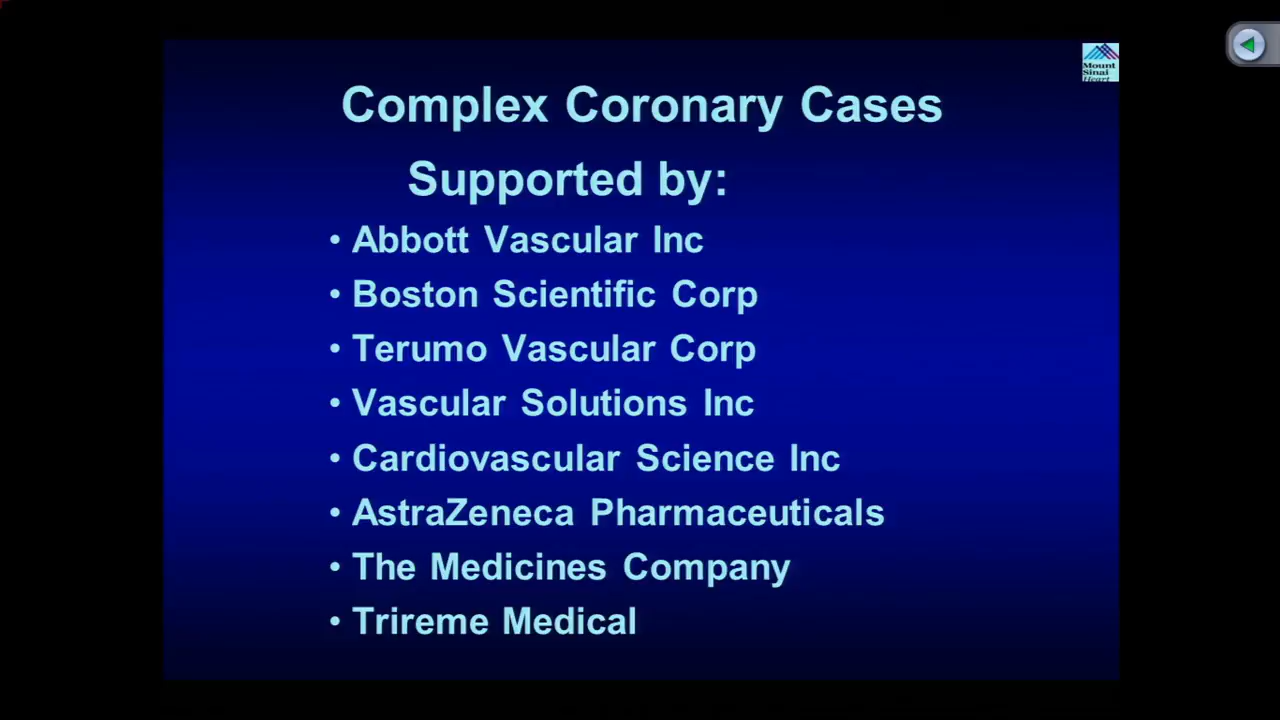 Mount
Sinai
Heart
Complex Coronary Cases
Supported by:
• Abbott Vascular Inc
• Boston Scientific Corp
• Terumo Vascular Corp
• Vascular Solutions Inc
• Cardiovascular Science Inc
• AstraZeneca Pharmaceuticals
• The Medicines Company
• Trireme Medical